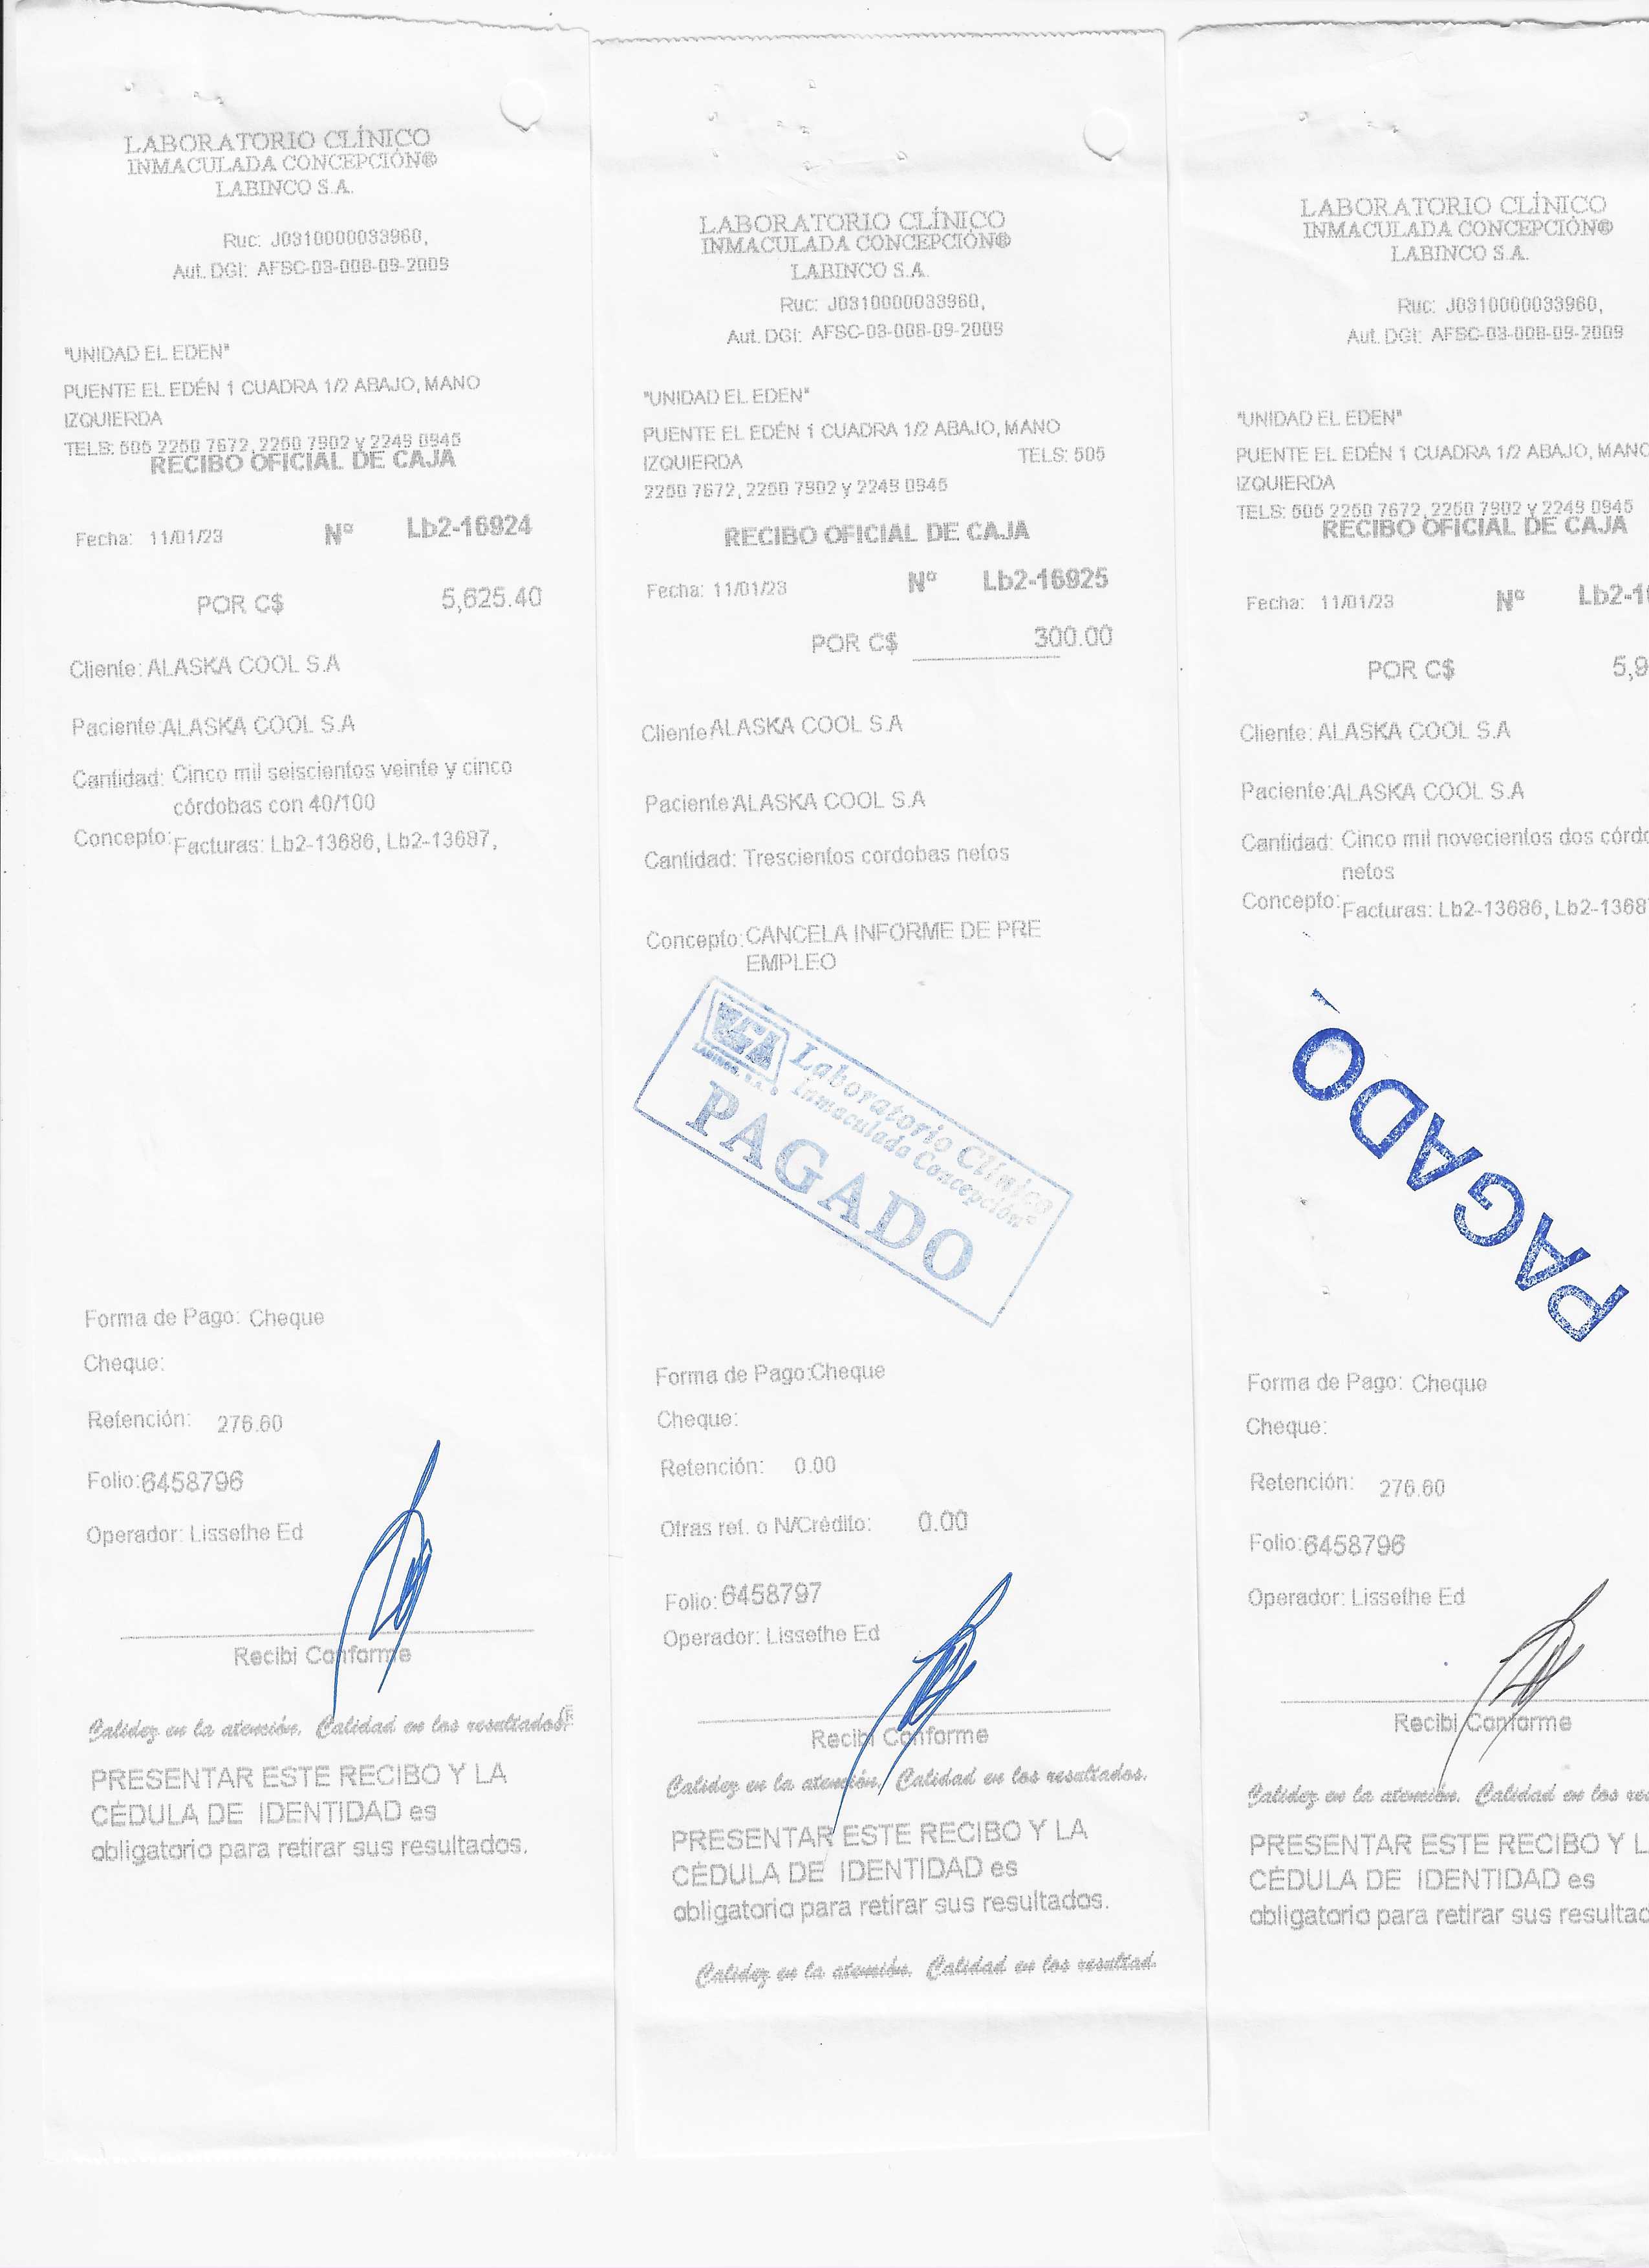 LABORATORIO CLÍNICO
INMACULADA CONCEPCIÓN®
LABINCO S.A.
Ruc: J0310000033960,
Aut. DGI: AFSC-03-008-09-2009
"UNIDAD EL EDEN"
PUENTE EL EDÉN 1 CUADRA 1/2 ABAJO, MANO
IZQUIERDA
TELS: 505 2250 7672, 2250 7902 y 2249 0945
RECIBO OFICIAL DE CAJA
Fecha: 11/01/23 Nº Lb2-16924
POR C$ 5,625.40
Cliente: ALASKA COOL S.A
Paciente:ALASKA COOL S.A
Cantidad: Cinco mil seiscientos veinte y cinco
córdobas con 40/100
Concepto: Facturas: Lb2-13686, Lb2-13687,
Forma de Pago: Cheque
Cheque:
Retención: 276.60
Folio:6458796
Operador: Lissethe Ed
Recibi Conforme
Calidez en la atención. Calidad en los resultados.
PRESENTAR ESTE RECIBO Y LA
CÉDULA DE IDENTIDAD es
obligatorio para retirar sus resultados.
LABORATORIO CLÍNICO
INMACULADA CONCEPCIÓN®
LABINCO S.A.
Ruc: J0310000033960,
Aut. DGI: AFSC-03-008-09-2009
"UNIDAD EL EDEN"
PUENTE EL EDÉN 1 CUADRA 1/2 ABAJO, MANO
IZQUIERDA TELS: 505
2250 7672, 2250 7902 y 2249 0945
RECIBO OFICIAL DE CAJA
Fecha: 11/01/23 Nº Lb2-16925
POR C$ 300.00
Cliente ALASKA COOL S.A
Paciente ALASKA COOL S.A
Cantidad: Trescientos cordobas netos
Concepto: CANCELA INFORME DE PRE
EMPLEO
LABINCO, S.A.
Laboratorio Clínico
Inmaculada Concepción®
PAGADO
Forma de Pago:Cheque
Cheque:
Retención: 0.00
Otras ret. o N/Crédito: 0.00
Folio: 6458797
Operador: Lissethe Ed
Recibi Conforme
Calidez en la atención. Calidad en los resultados.
PRESENTAR ESTE RECIBO Y LA
CÉDULA DE IDENTIDAD es
obligatorio para retirar sus resultados.
Calidez en la atención. Calidad en los resultad.
LABORATORIO CLÍNICO
INMACULADA CONCEPCIÓN®
LABINCO S.A.
Ruc: J0310000033960,
Aut. DGI: AFSC-03-008-09-2009
"UNIDAD EL EDEN"
PUENTE EL EDÉN 1 CUADRA 1/2 ABAJO, MANO
IZQUIERDA
TELS: 505 2250 7672, 2250 7902 y 2249 0945
RECIBO OFICIAL DE CAJA
Fecha: 11/01/23 Nº Lb2-1
POR C$ 5,9
Cliente: ALASKA COOL S.A
Paciente:ALASKA COOL S.A
Cantidad: Cinco mil novecientos dos córdo
netos
Concepto: Facturas: Lb2-13686, Lb2-1368
PAGADO
Forma de Pago: Cheque
Cheque:
Retención: 276.60
Folio:6458796
Operador: Lissethe Ed
Recibi Conforme
Calidez en la atención. Calidad en los
PRESENTAR ESTE RECIBO Y L
CÉDULA DE IDENTIDAD es
obligatorio para retirar sus resultad